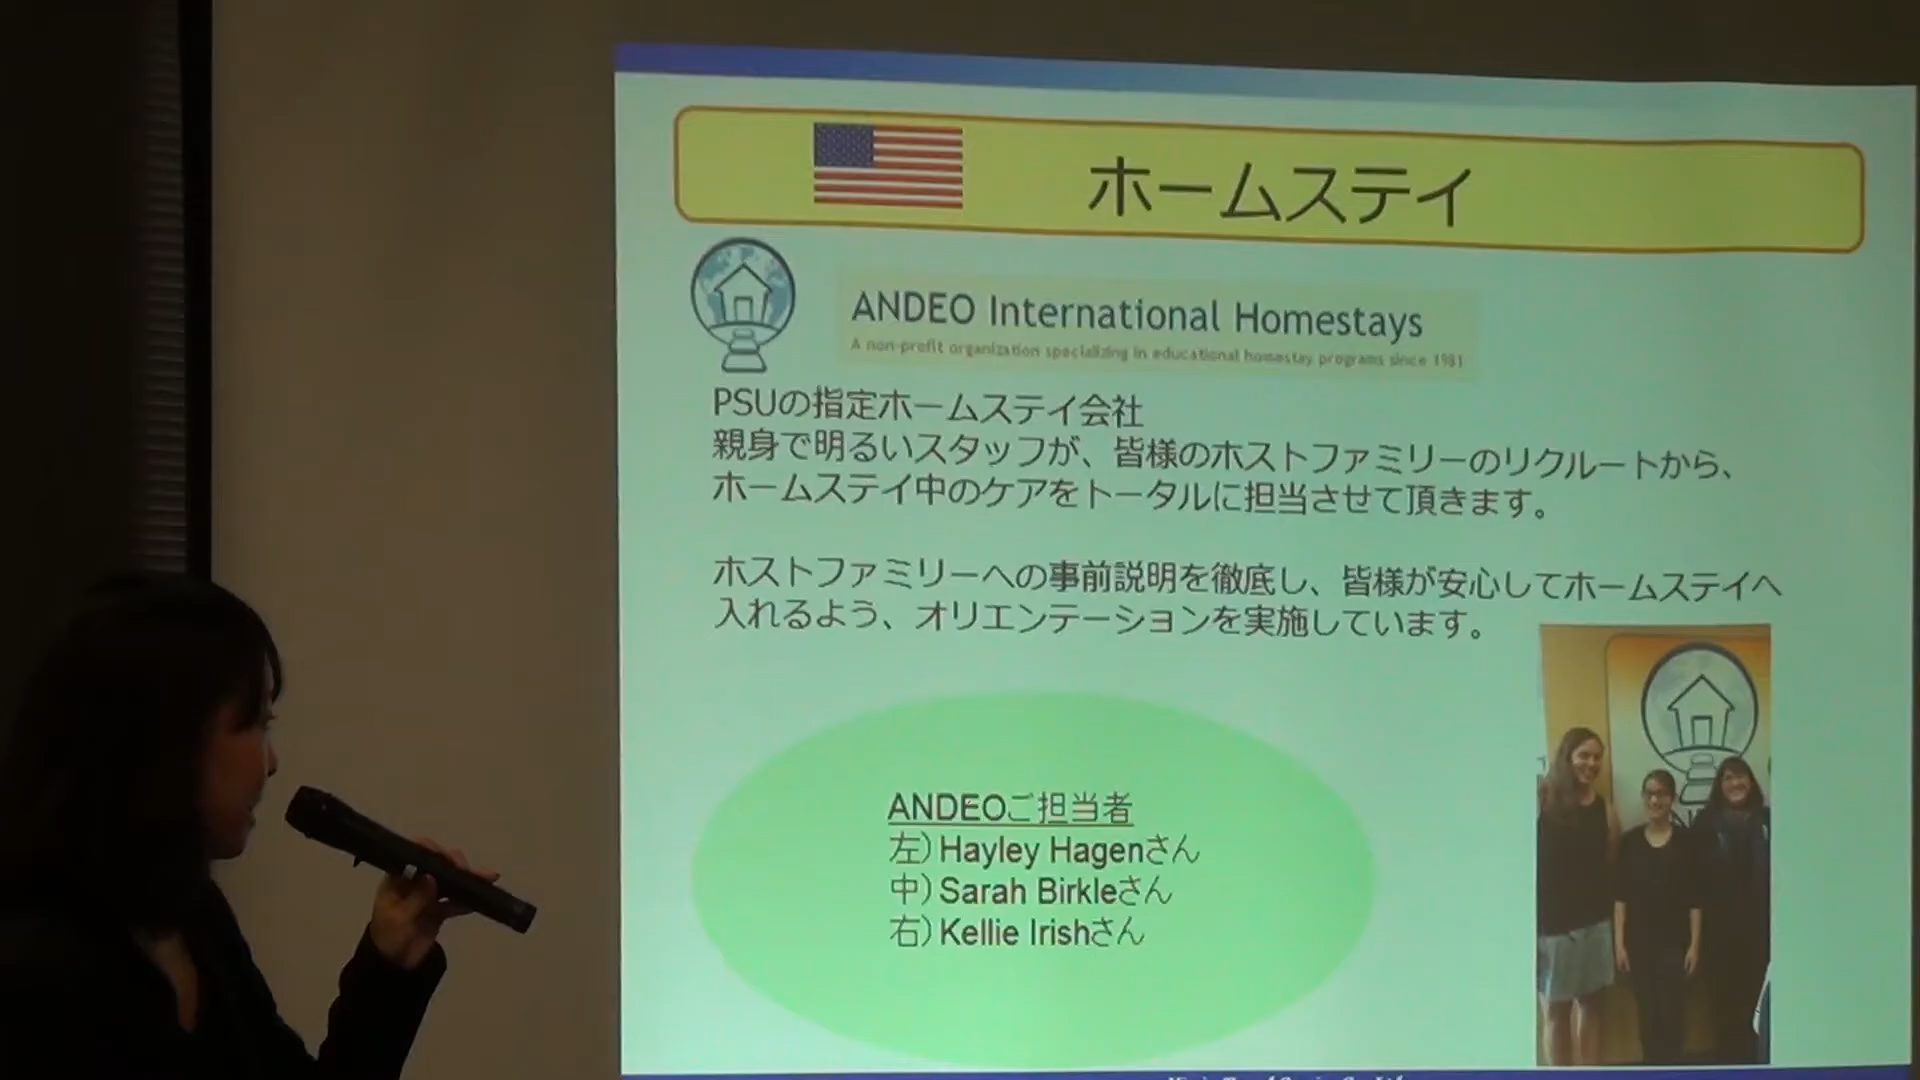 ホームステイ
ANDEO International Homestays
A non-profit organization specializing in educational homestay programs since 1981
PSUの指定ホームステイ会社
親身で明るいスタッフが、皆様のホストファミリーのリクルートから、
ホームステイ中のケアをトータルに担当させて頂きます。
ホストファミリーへの事前説明を徹底し、皆様が安心してホームステイへ
入れるよう、オリエンテーションを実施しています。
ANDEOご担当者
左）Hayley Hagenさん
中）Sarah Birkleさん
右）Kellie Irishさん